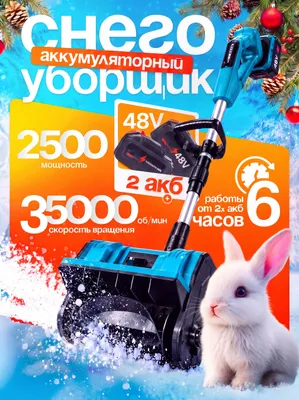 снего
аккумуляторный
уборщик
48V
2500
мощность
48V
2 акб
35000 об/мин
скорость вращения
работы
от 2х акб
6
часов